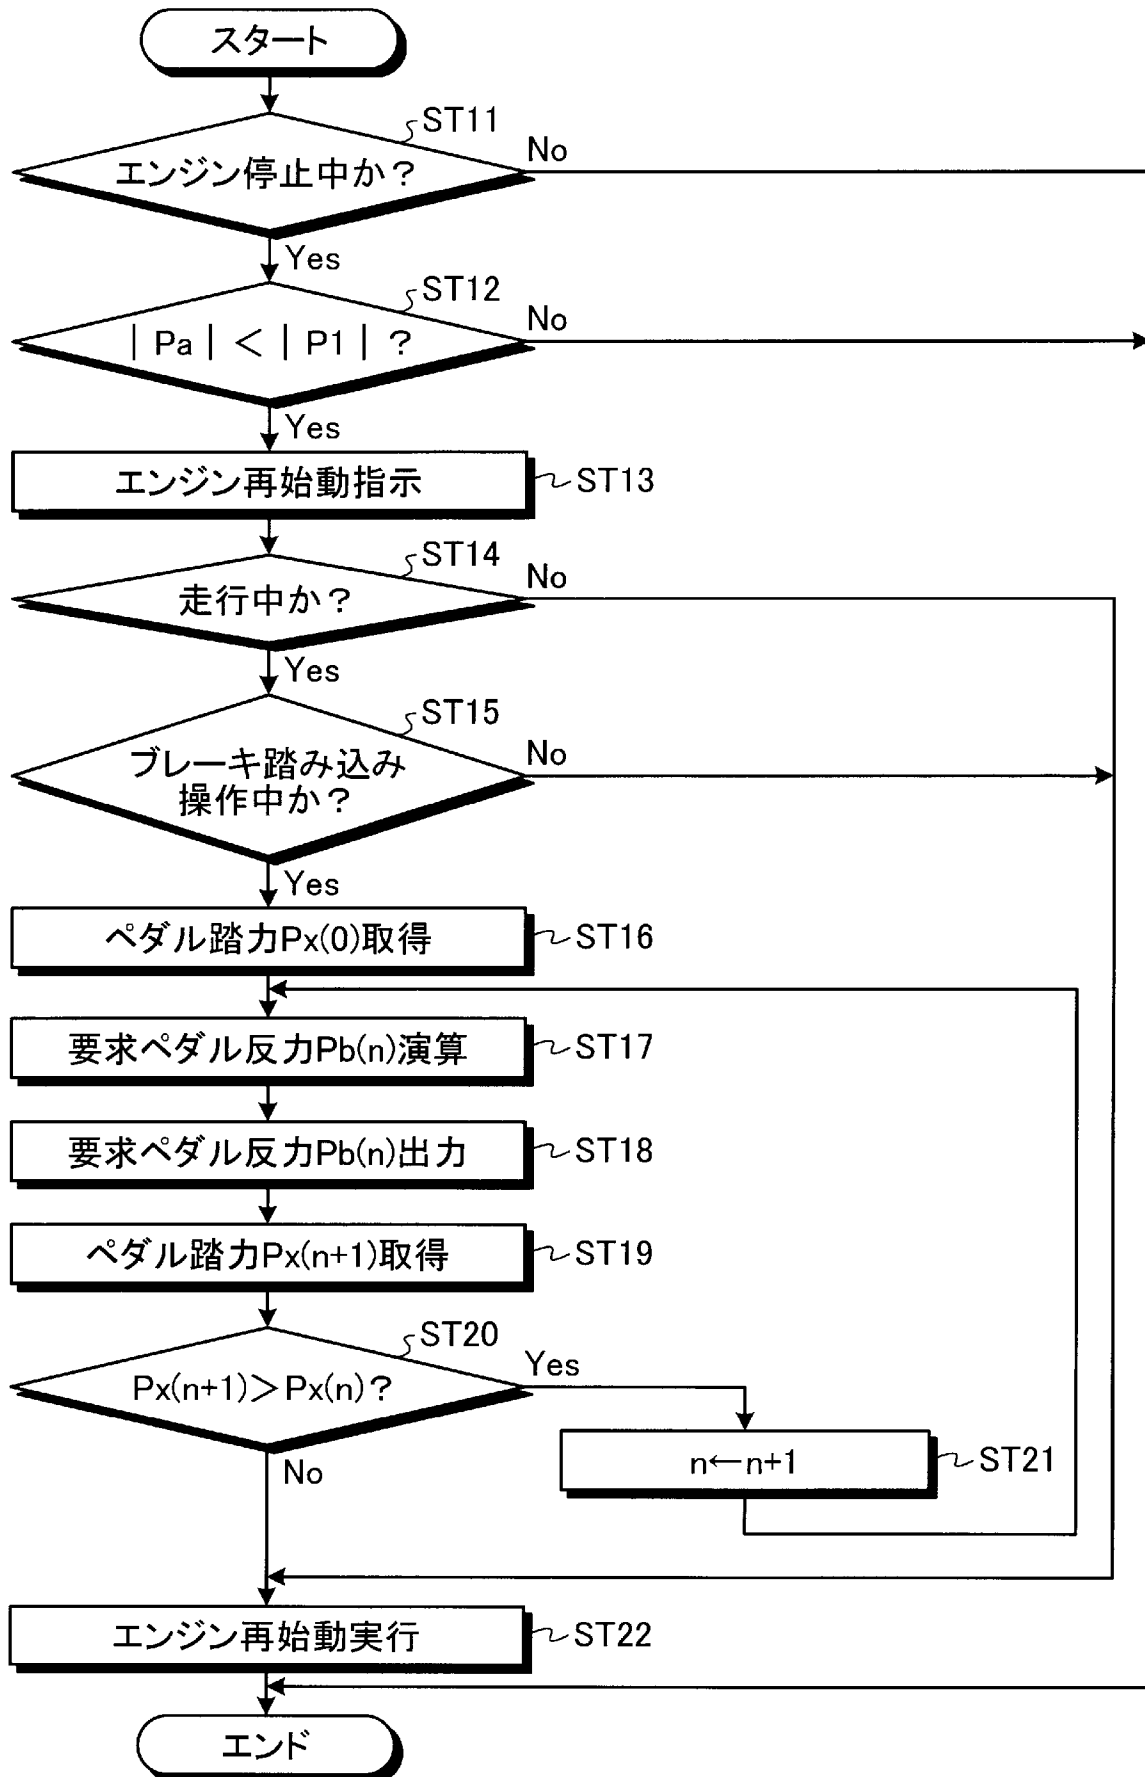 スタート
ST11
エンジン停止中か？
No
Yes
ST12
｜Pa｜＜｜P1｜？
No
Yes
エンジン再始動指示
ST13
ST14
走行中か？
No
Yes
ST15
ブレーキ踏み込み
操作中か？
No
Yes
ペダル踏力Px(0)取得
ST16
要求ペダル反力Pb(n)演算
ST17
要求ペダル反力Pb(n)出力
ST18
ペダル踏力Px(n+1)取得
ST19
ST20
Px(n+1)＞Px(n)？
Yes
No
n←n+1
ST21
エンジン再始動実行
ST22
エンド